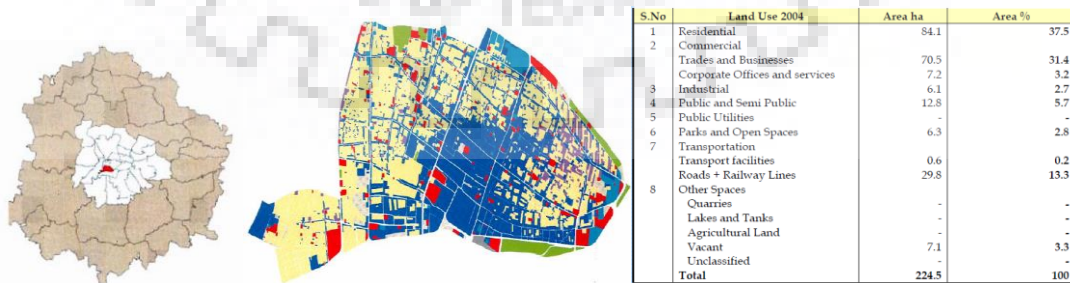 S.No Land Use 2004 Area ha Area %
1 Residential 84.1 37.5
2 Commercial
Trades and Businesses 70.5 31.4
Corporate Offices and services 7.2 3.2
3 Industrial 6.1 2.7
4 Public and Semi Public 12.8 5.7
5 Public Utilities - -
6 Parks and Open Spaces 6.3 2.8
7 Transportation
Transport facilities 0.6 0.2
Roads + Railway Lines 29.8 13.3
8 Other Spaces
Quarries - -
Lakes and Tanks - -
Agricultural Land - -
Vacant 7.1 3.3
Unclassified - -
Total 224.5 100